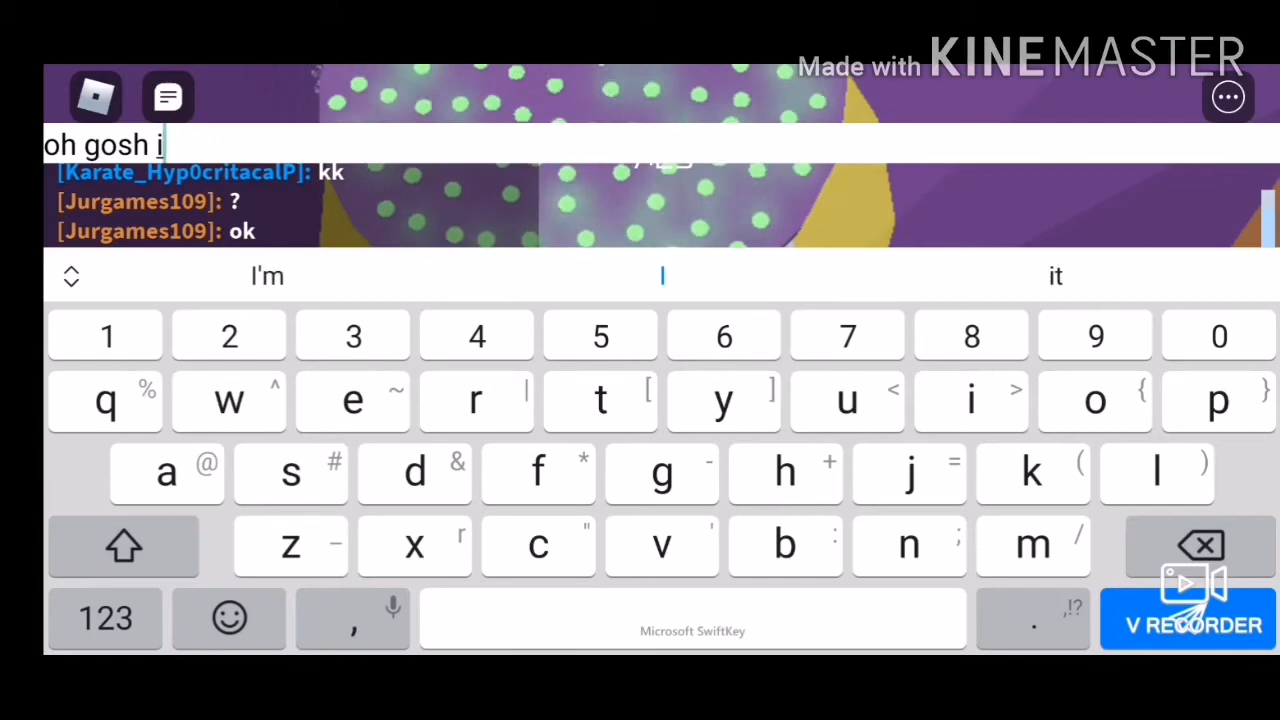 Made with KINEMASTER
oh gosh i
[Karate_Hyp0critacalP]: kk
[Jurgames109]: ?
[Jurgames109]: ok
I'm I it
1 2 3 4 5 6 7 8 9 0
q % w ^ e ~ r | t [ y ] u < i > o { p }
a @ s # d & f * g - h + j = k ( l )
z _ x r c " v ' b : n ; m /
123 , Microsoft SwiftKey . ,!? V RECORDER